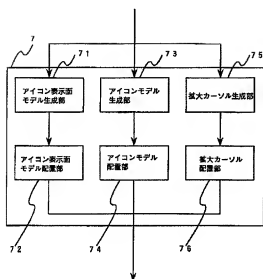 7
71
73
75
アイコン表示面
モデル生成部
アイコンモデル
生成部
拡大カーソル生成部
アイコン表示面
モデル配置部
アイコンモデル
配置部
拡大カーソル
配置部
72
74
76